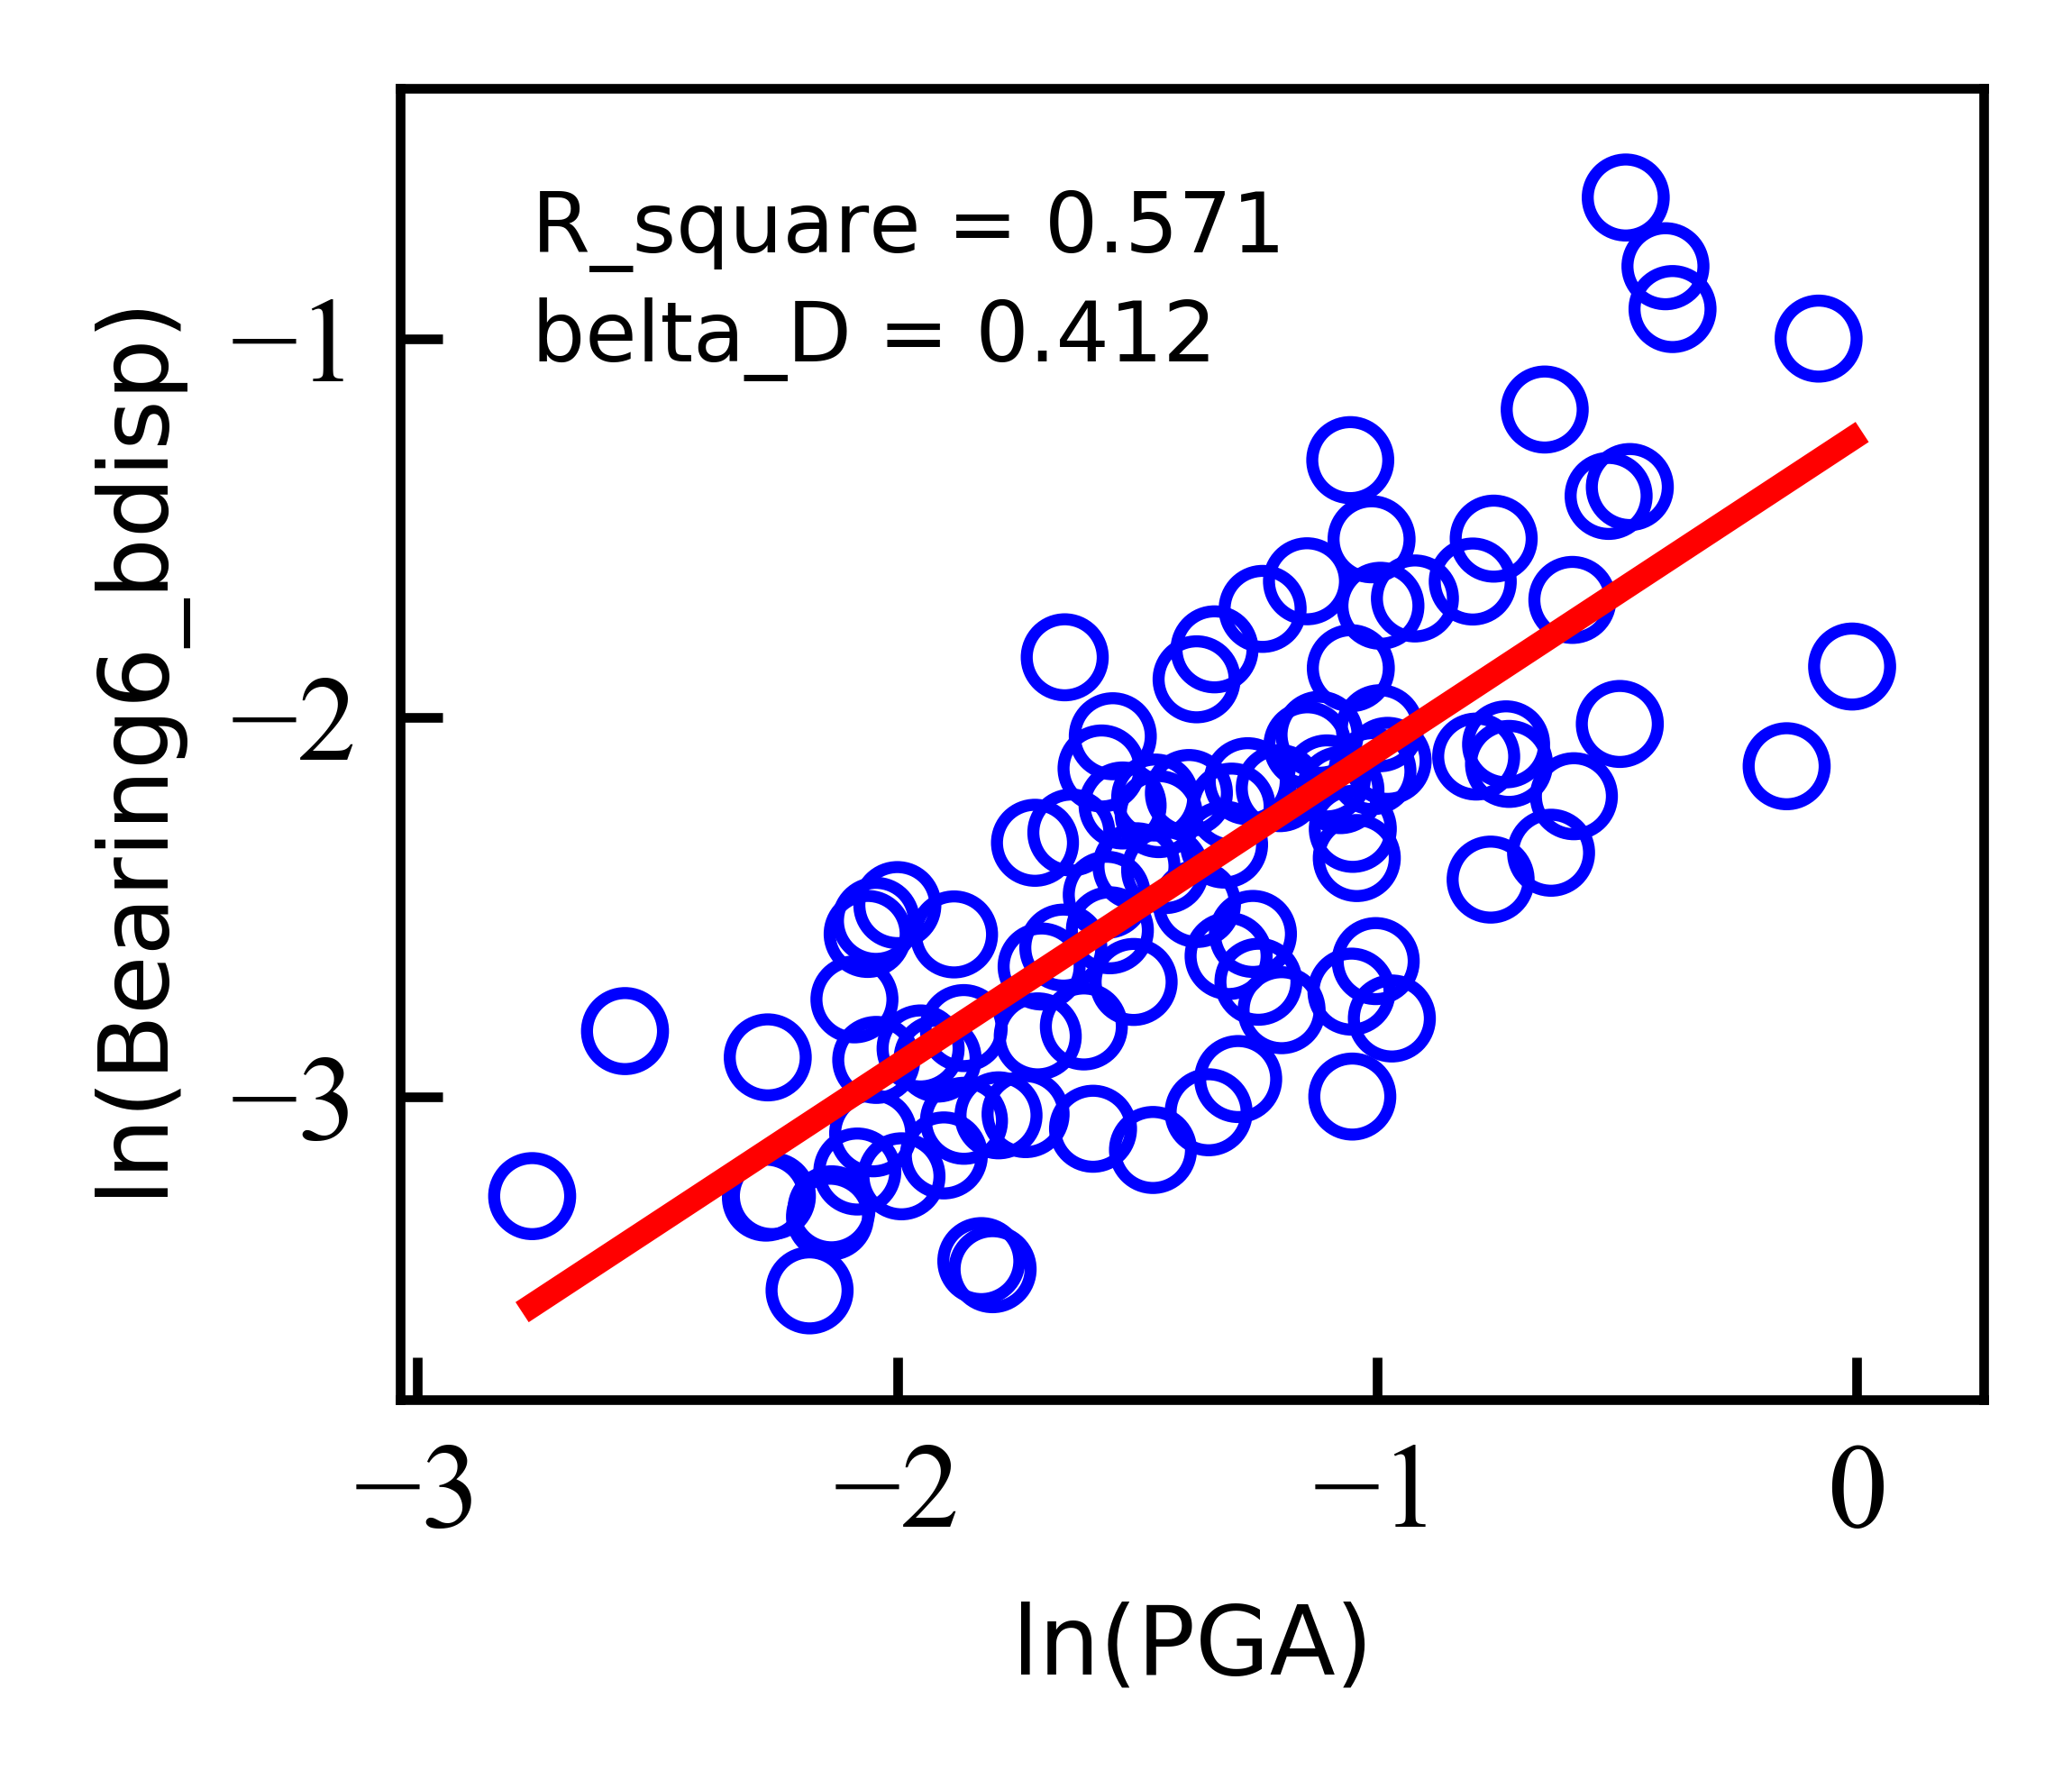 R_square = 0.571
belta_D = 0.412
ln(Bearing6_bdisp)
−1
−2
−3
−3 −2 −1 0
ln(PGA)